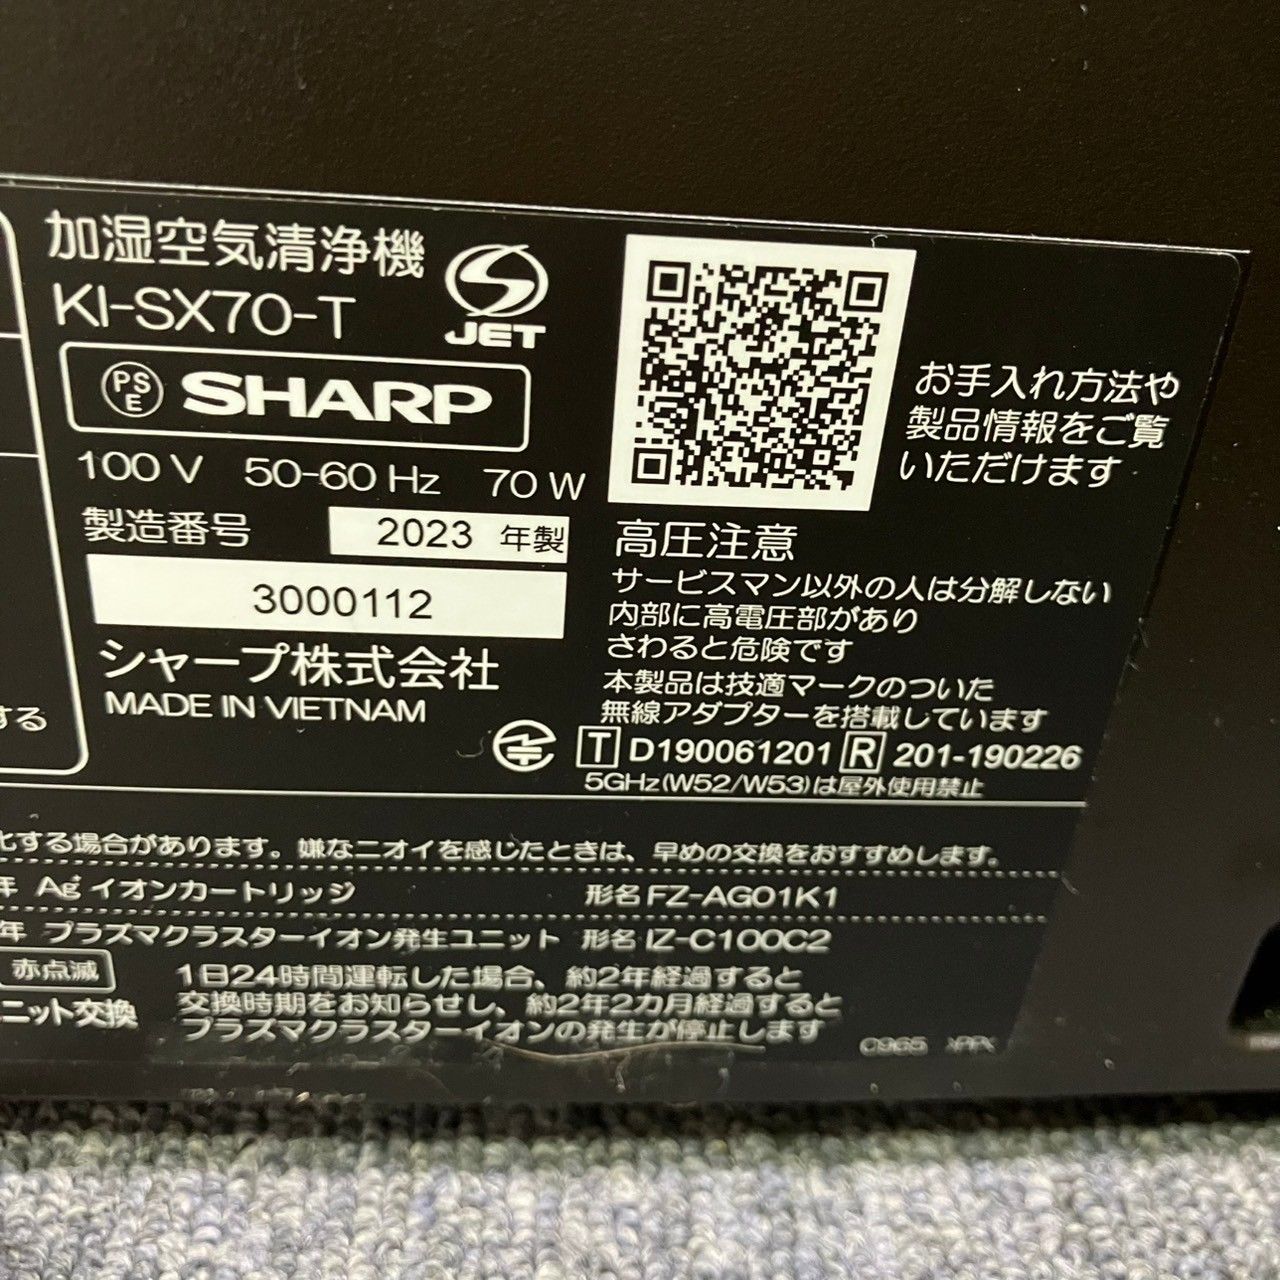 加湿空気清浄機
KI-SX70-T
JET
PSE SHARP
100 V 50-60 Hz 70 W
製造番号 2023 年製
3000112
シャープ株式会社
MADE IN VIETNAM
お手入れ方法や
製品情報をご覧
いただけます
高圧注意
サービスマン以外の人は分解しない
内部に高電圧部があり
さわると危険です
本製品は技適マークのついた
無線アダプターを搭載しています
T D190061201 R 201-190226
5GHz(W52/W53)は屋外使用禁止
する
化する場合があります。嫌なニオイを感じたときは、早めの交換をおすすめします。
年 Ag⁺イオンカートリッジ 形名 FZ-AG01K1
年 プラズマクラスターイオン発生ユニット 形名 IZ-C100C2
赤点滅
ユニット交換
1日24時間運転した場合、約2年経過すると
交換時期をお知らせし、約2年2カ月経過すると
プラズマクラスターイオンの発生が停止します
C965